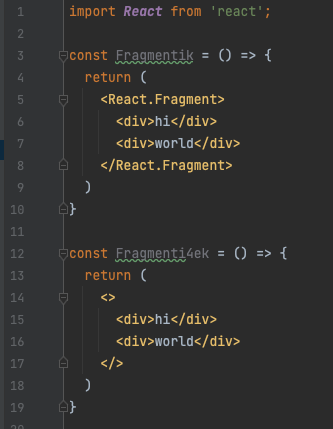 1 import React from 'react';
2
3 const Fragmentik = () => {
4   return (
5     <React.Fragment>
6       <div>hi</div>
7       <div>world</div>
8     </React.Fragment>
9   )
10 }
11
12 const Fragmenti4ek = () => {
13   return (
14     <>
15       <div>hi</div>
16       <div>world</div>
17     </>
18   )
19 }
20